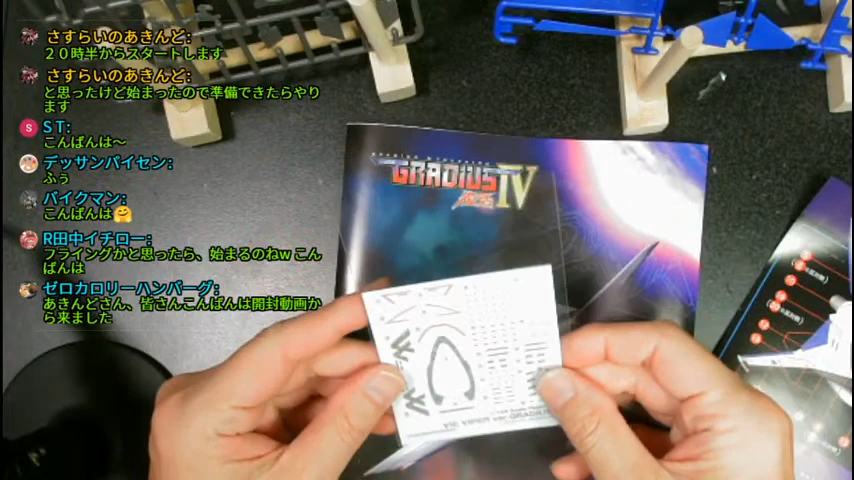 さすらいのあきんど:
20時半からスタートします
さすらいのあきんど:
と思ったけど始まったので準備できたらやり
ます
S T:
こんばんは〜
デッサンパイセン:
ふぅ
バイクマン:
こんばんは🤗
R田中イチロー:
フライングかと思ったら、始まるのねw こん
ばんは
ゼロカロリーハンバーグ:
あきんどさん、皆さんこんばんは開封動画か
ら来ました
GRADIUS IV